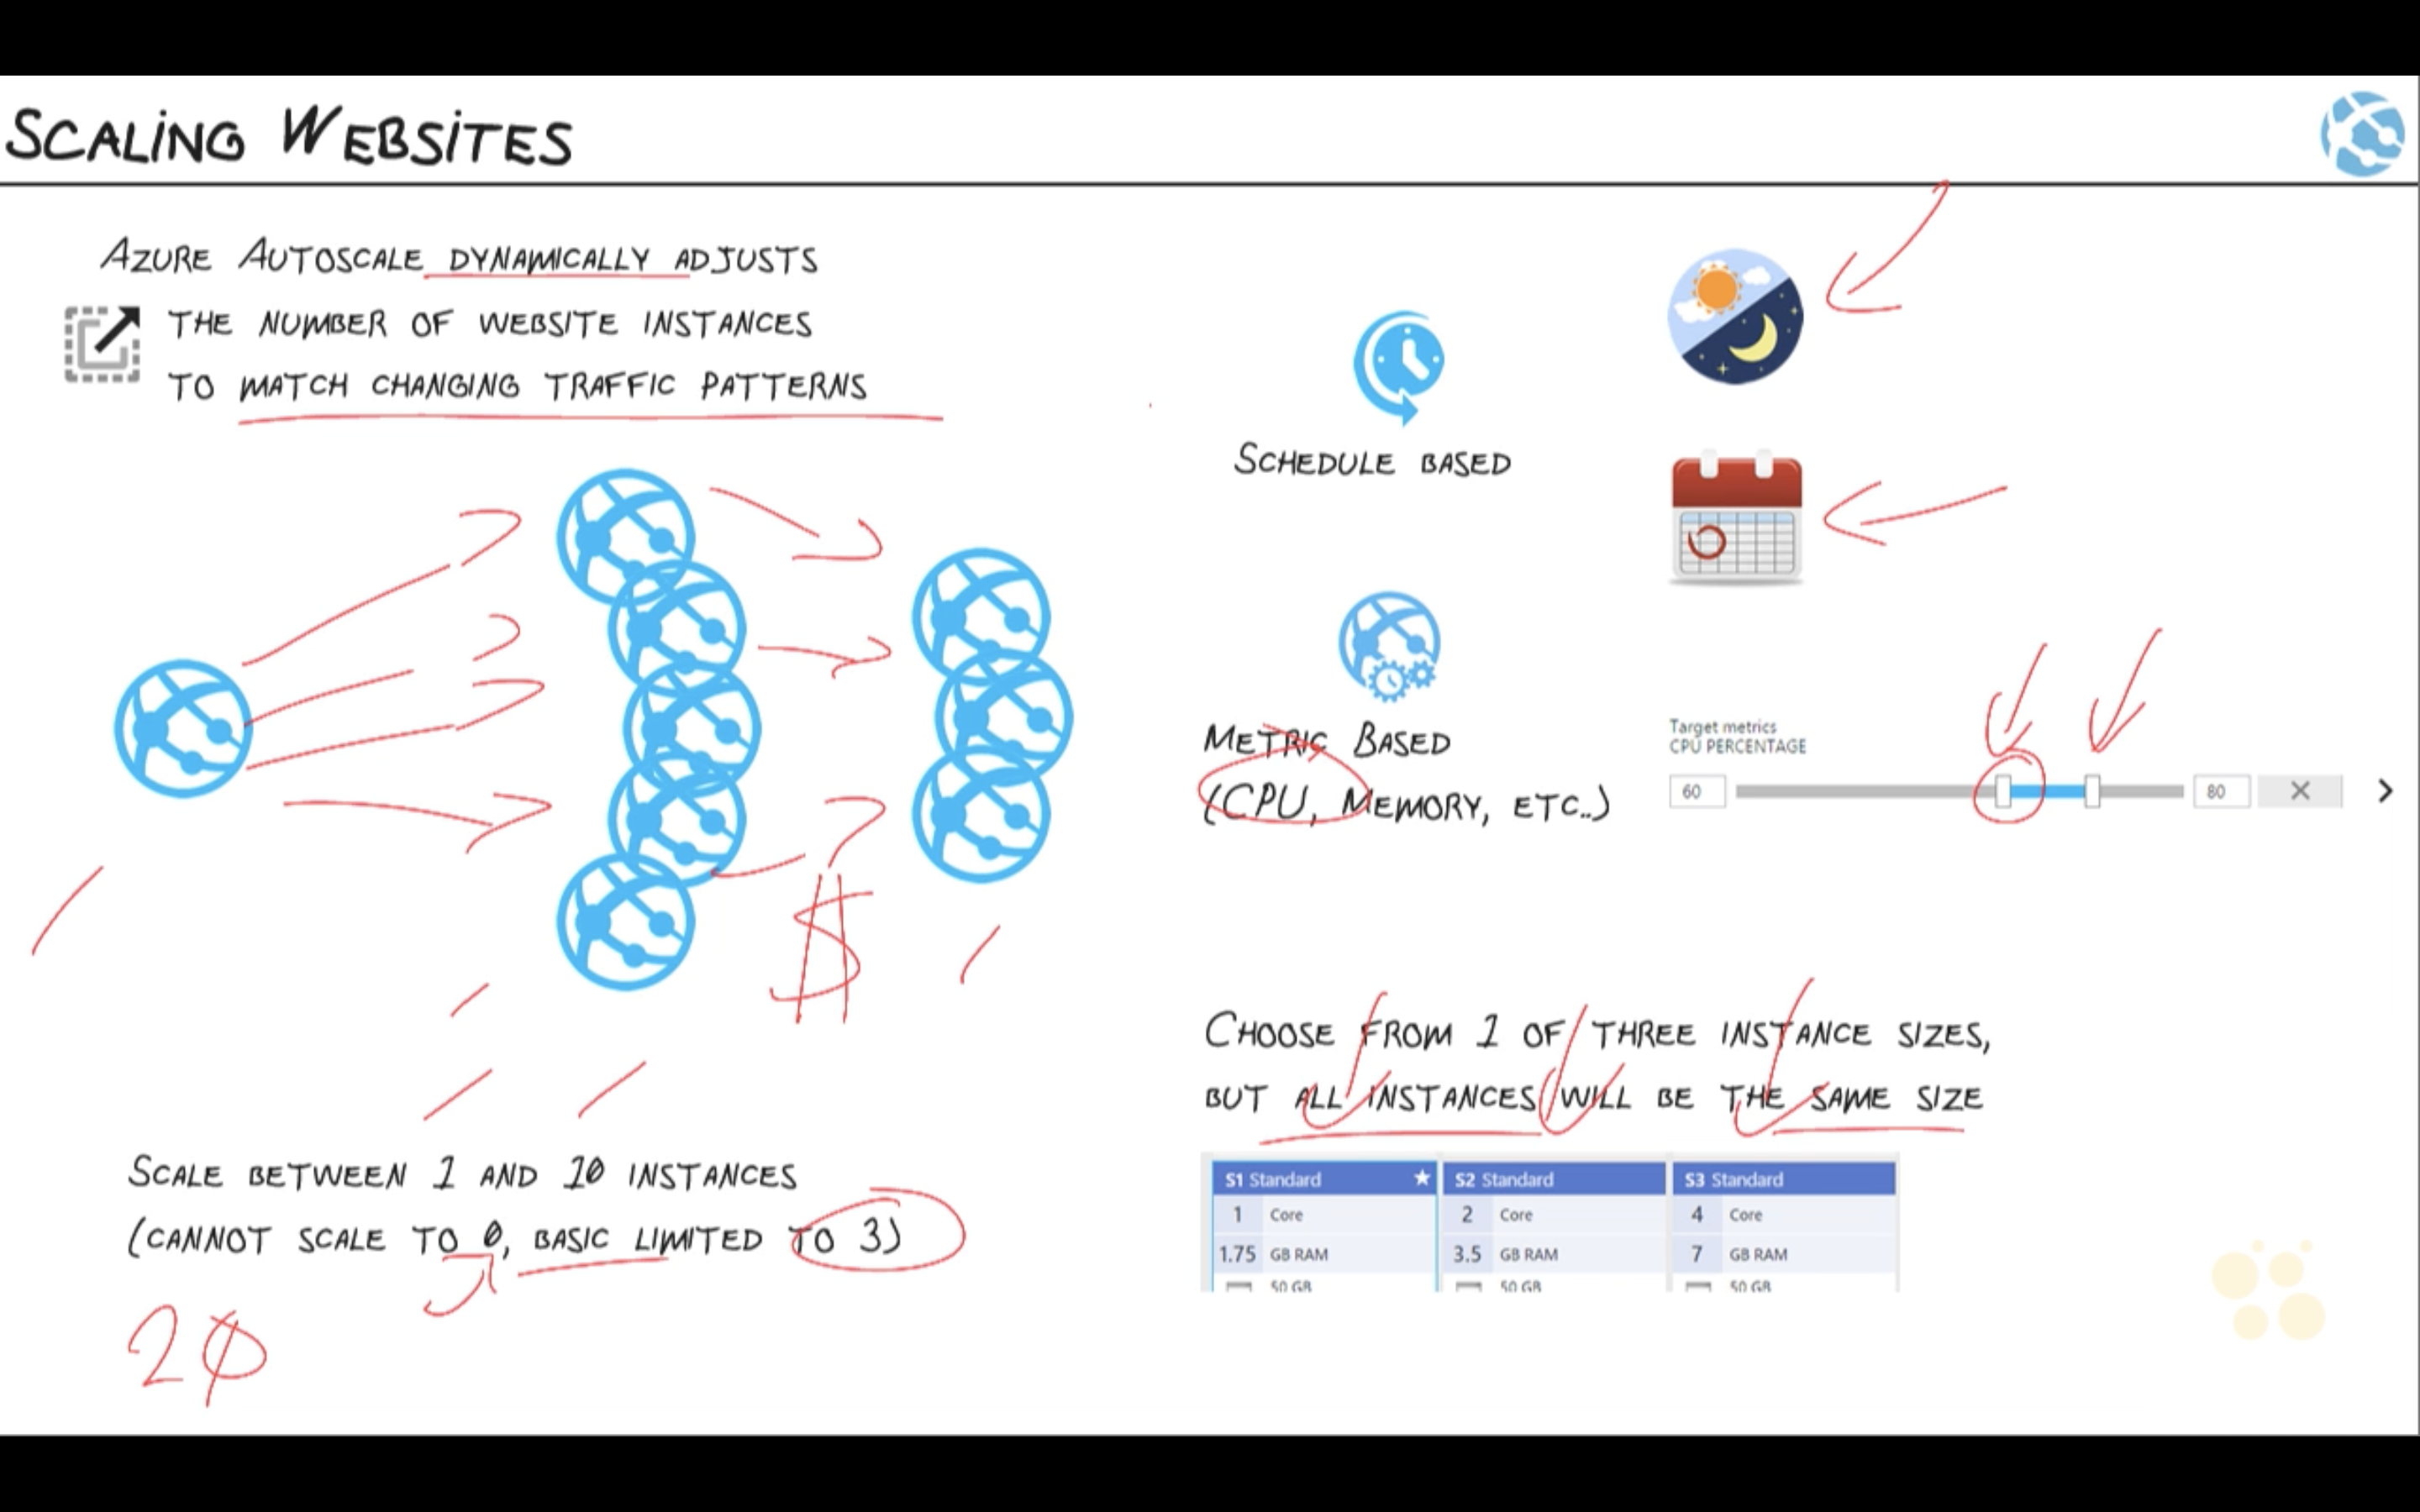 Scaling Websites
Azure Autoscale dynamically adjusts
the number of website instances
to match changing traffic patterns
$
Scale between 1 and 10 instances
(cannot scale to 0, basic limited to 3)
20
Schedule based
Metric Based
(CPU, Memory, etc..)
Target metrics
CPU PERCENTAGE
60 80
Choose from 1 of three instance sizes,
but all instances will be the same size
S1 Standard S2 Standard S3 Standard
1 Core 2 Core 4 Core
1.75 GB RAM 3.5 GB RAM 7 GB RAM
50 GB 50 GB 50 GB